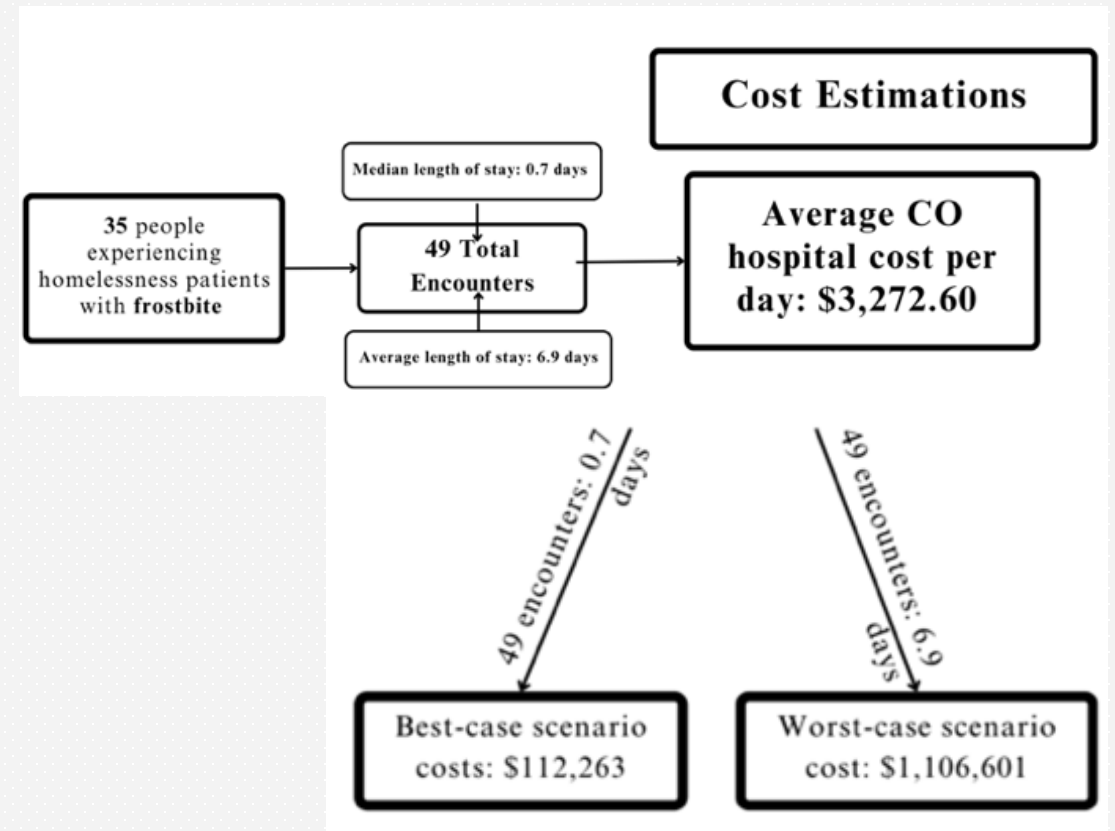 Cost Estimations
Median length of stay: 0.7 days
35 people
experiencing
homelessness patients
with frostbite
49 Total
Encounters
Average length of stay: 6.9 days
Average CO
hospital cost per
day: $3,272.60
49 encounters: 0.7
days
49 encounters: 6.9
days
Best-case scenario
costs: $112,263
Worst-case scenario
cost: $1,106,601